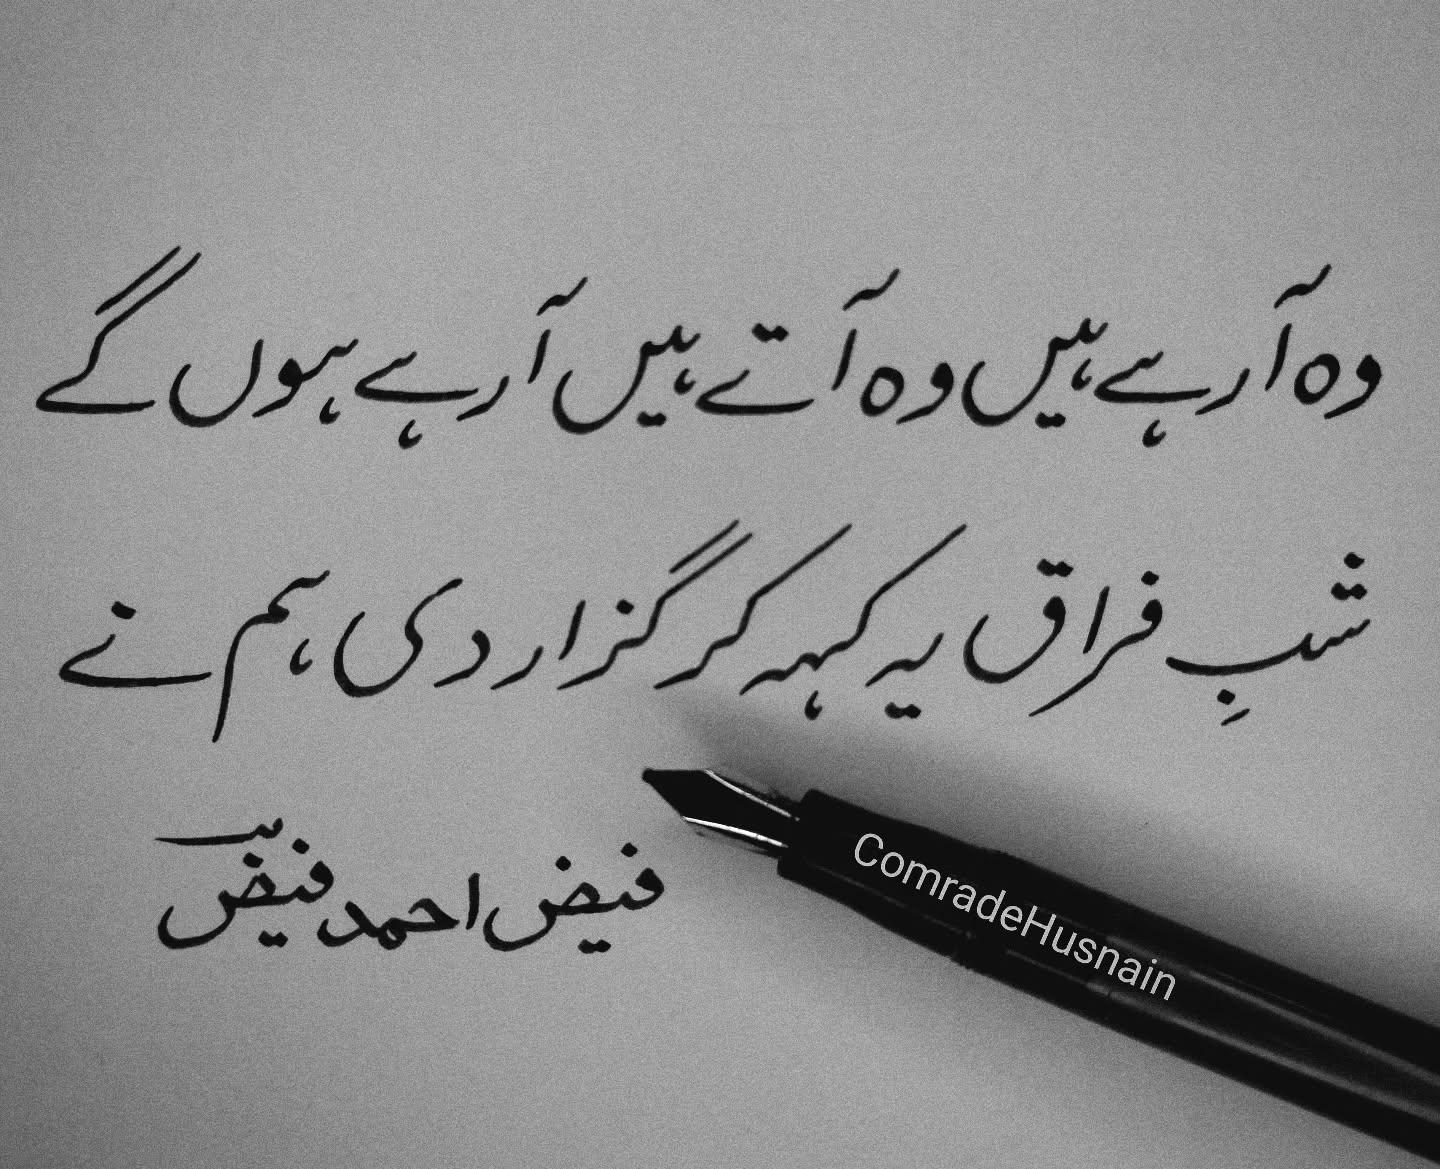 وہ آ رہے ہیں وہ آتے ہیں آ رہے ہوں گے
شبِ فراق یہ کہہ کر گزار دی ہم نے
فیض احمد فیضؔ
ComradeHusnain